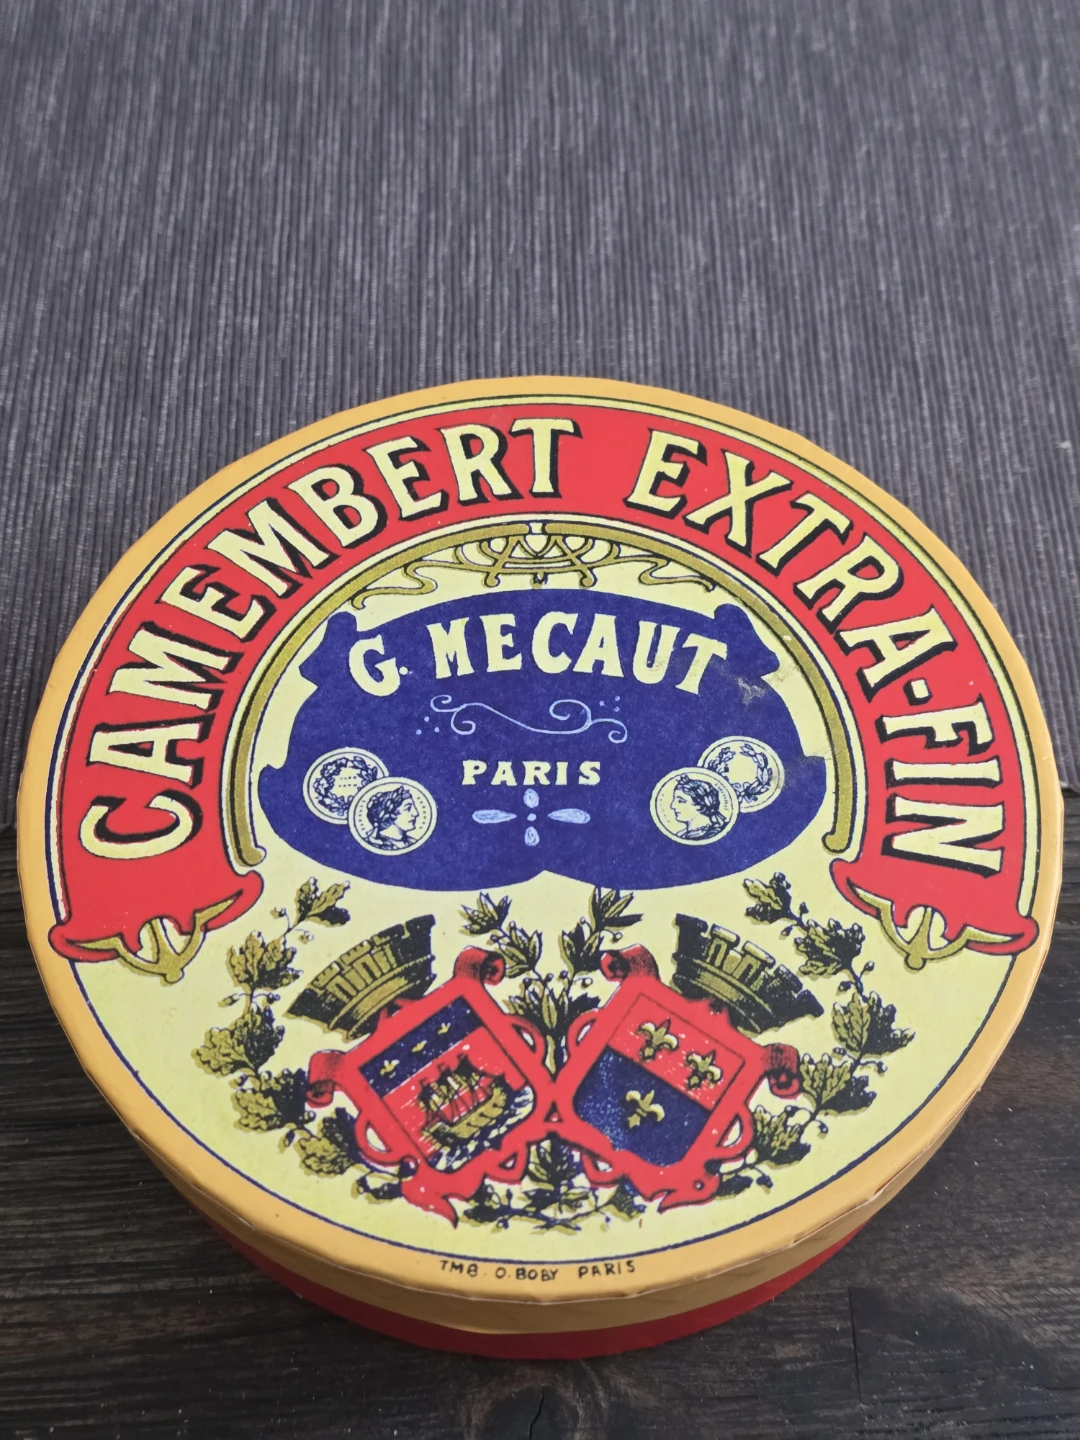 CAMEMBERT EXTRA-FIN
G. MECAUT
PARIS
TMB. O. BOBY PARIS